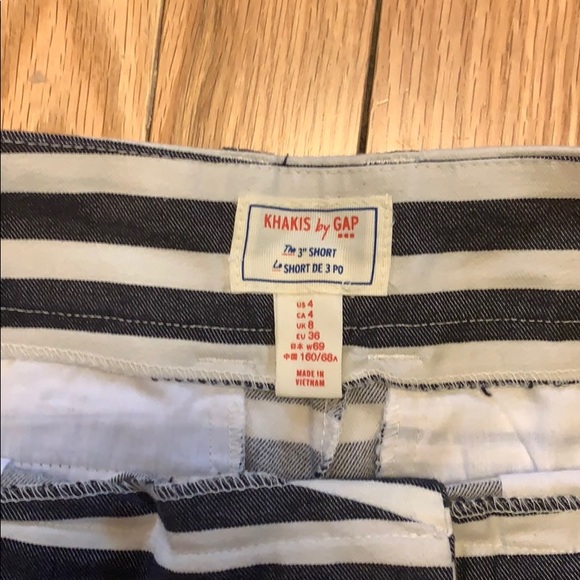 KHAKIS by GAP
The 3" SHORT
Le SHORT DE 3 PO
US 4
CA 4
UK 8
EU 36
日本 W69
中国 160/68A
MADE IN
VIETNAM